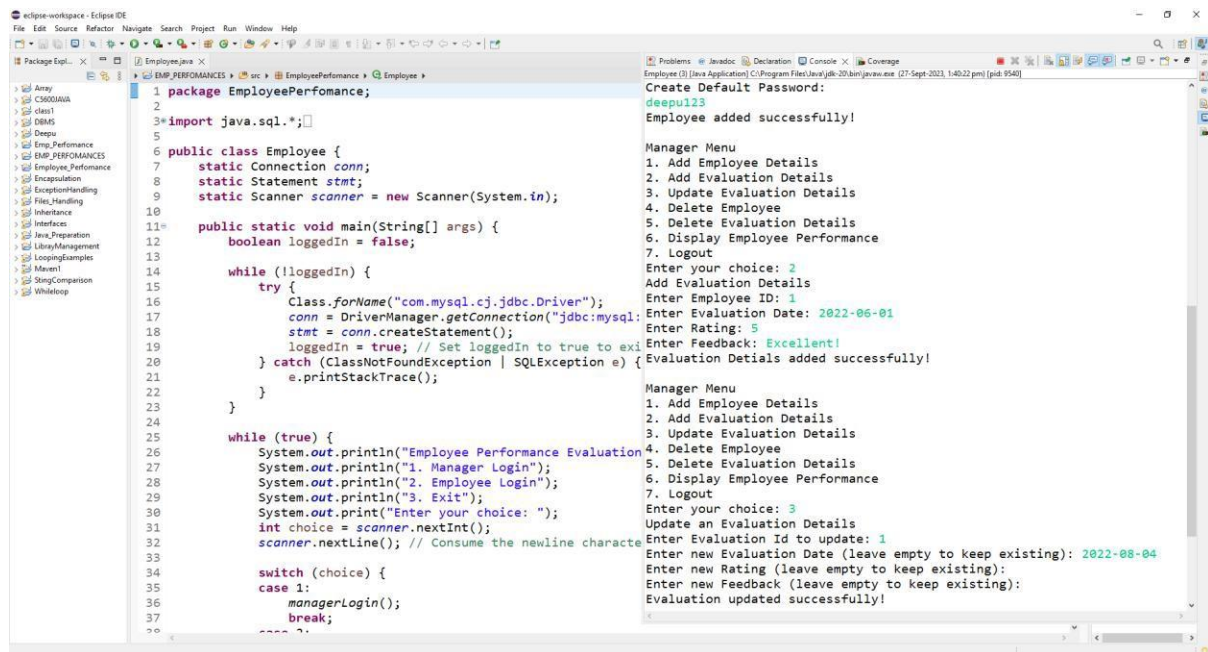 eclipse-workspace - Eclipse IDE
File Edit Source Refactor Navigate Search Project Run Window Help
Package Expl...
Array
C5600JAVA
class1
DBMS
Deepu
Emp_Perfomance
EMP_PERFOMANCES
Employee_Perfomance
Encapsulation
ExceptionHandling
Files_Handling
Inheritance
Interfaces
Java_Preparation
LibrayManagement
LoopingExamples
Maven1
StingComparison
Whileloop
Employee.java
EMP_PERFOMANCES src EmployeePerfomance Employee
1 package EmployeePerfomance;
2
3 import java.sql.*;
5
6 public class Employee {
7 static Connection conn;
8 static Statement stmt;
9 static Scanner scanner = new Scanner(System.in);
10
11 public static void main(String[] args) {
12 boolean loggedIn = false;
13
14 while (!loggedIn) {
15 try {
16 Class.forName("com.mysql.cj.jdbc.Driver");
17 conn = DriverManager.getConnection("jdbc:mysql:
18 stmt = conn.createStatement();
19 loggedIn = true; // Set loggedIn to true to exi
20 } catch (ClassNotFoundException | SQLException e) {
21 e.printStackTrace();
22 }
23 }
24
25 while (true) {
26 System.out.println("Employee Performance Evaluation
27 System.out.println("1. Manager Login");
28 System.out.println("2. Employee Login");
29 System.out.println("3. Exit");
30 System.out.print("Enter your choice: ");
31 int choice = scanner.nextInt();
32 scanner.nextLine(); // Consume the newline characte
33
34 switch (choice) {
35 case 1:
36 managerLogin();
37 break;
38 case 2:
Problems Javadoc Declaration Console Coverage
Employee (3) [Java Application] C:\Program Files\Java\jdk-20\bin\javaw.exe (27-Sept-2023, 1:40:22 pm) [pid: 9540]
Create Default Password:
deepu123
Employee added successfully!
Manager Menu
1. Add Employee Details
2. Add Evaluation Details
3. Update Evaluation Details
4. Delete Employee
5. Delete Evaluation Details
6. Display Employee Performance
7. Logout
Enter your choice: 2
Add Evaluation Details
Enter Employee ID: 1
Enter Evaluation Date: 2022-06-01
Enter Rating: 5
Enter Feedback: Excellent!
Evaluation Detials added successfully!
Manager Menu
1. Add Employee Details
2. Add Evaluation Details
3. Update Evaluation Details
4. Delete Employee
5. Delete Evaluation Details
6. Display Employee Performance
7. Logout
Enter your choice: 3
Update an Evaluation Details
Enter Evaluation Id to update: 1
Enter new Evaluation Date (leave empty to keep existing): 2022-08-04
Enter new Rating (leave empty to keep existing):
Enter new Feedback (leave empty to keep existing):
Evaluation updated successfully!